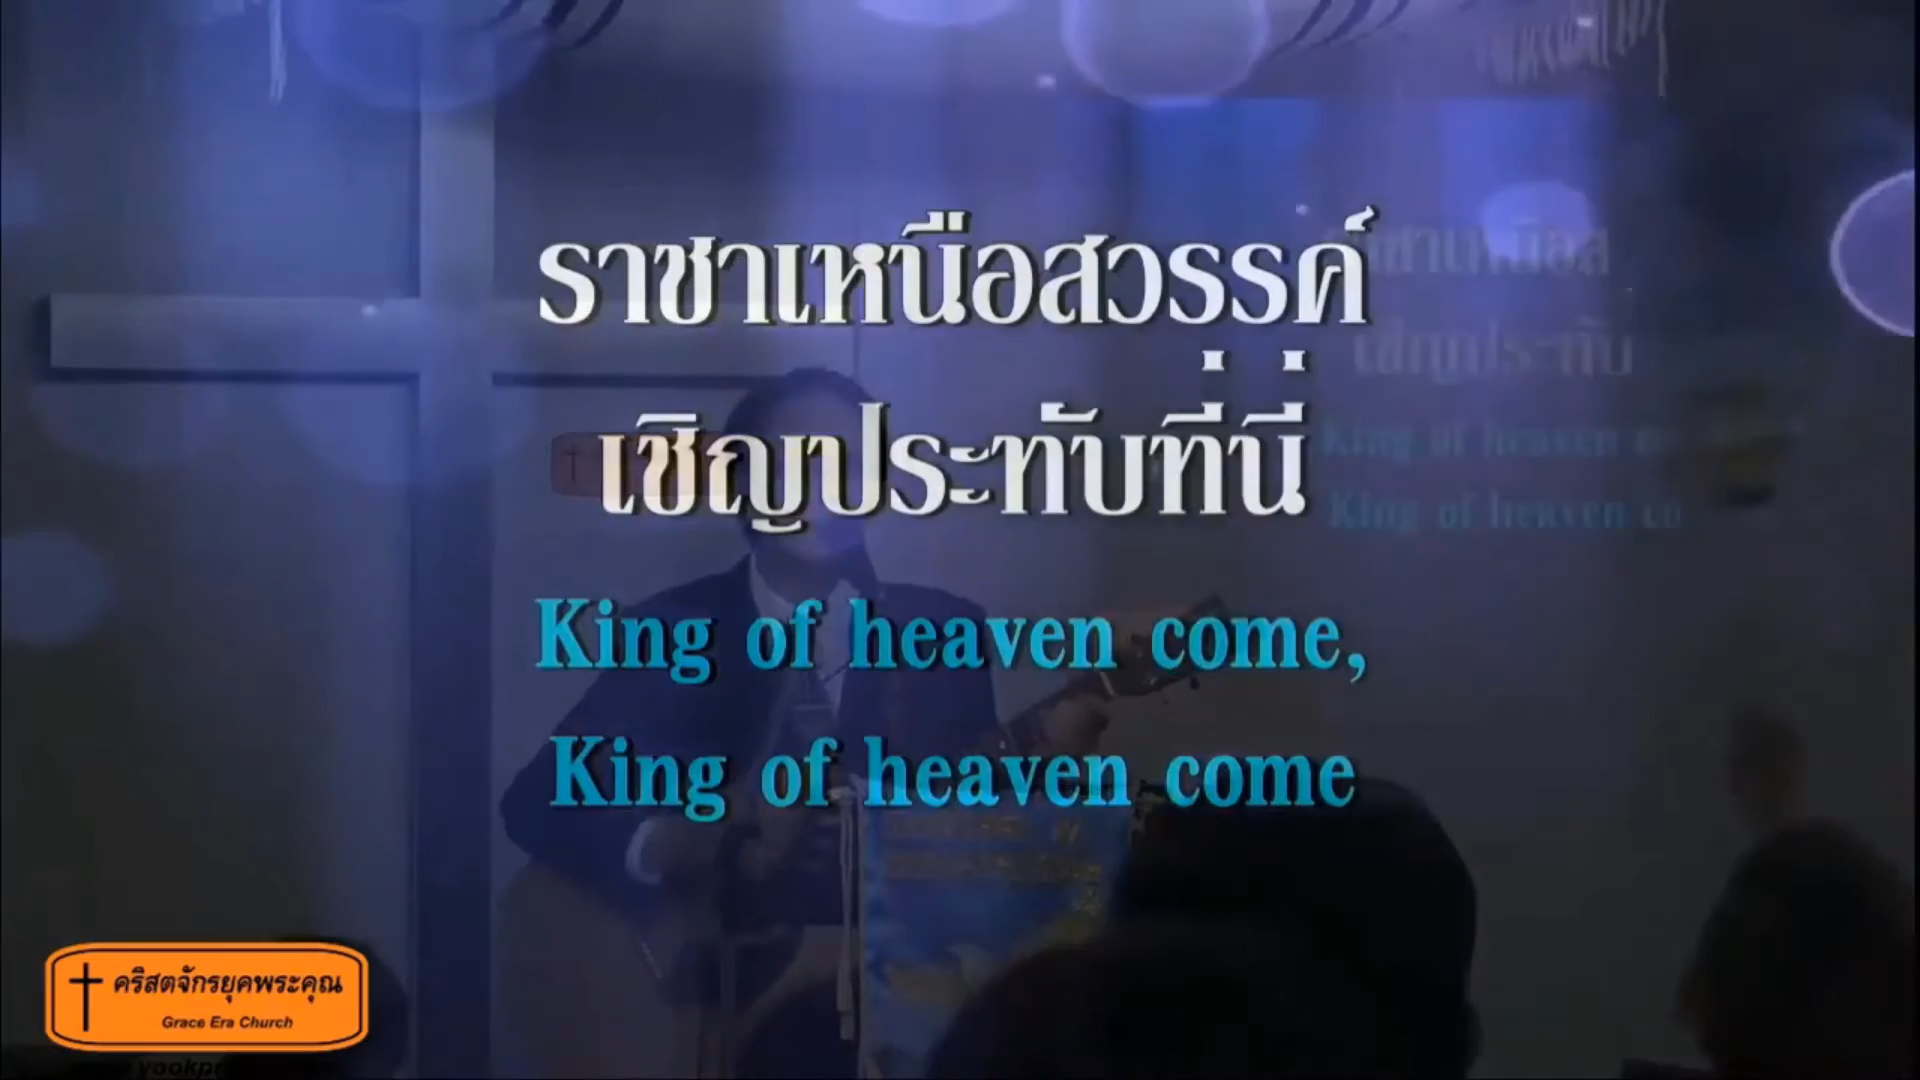 ราชาเหนือสวรรค์
เชิญประทับที่นี่
King of heaven come,
King of heaven come
คริสตจักรยุคพระคุณ
Grace Era Church